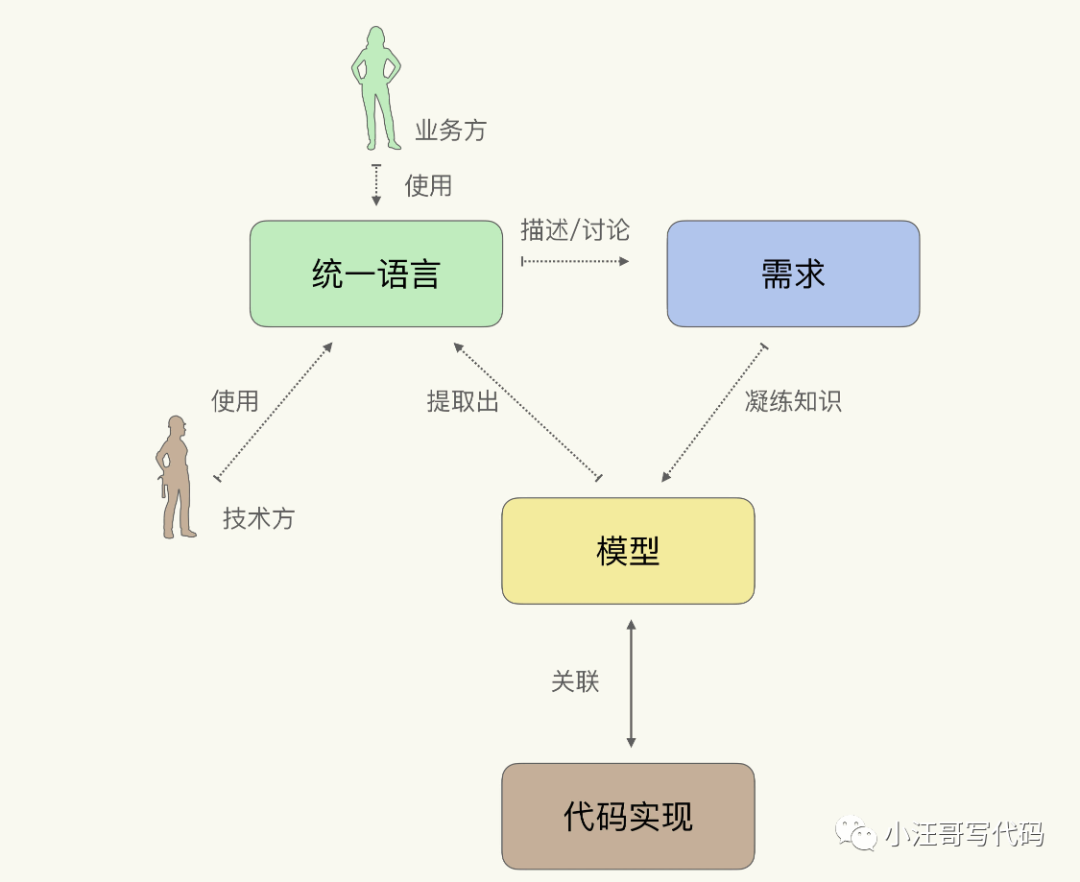 业务方
使用
描述/讨论
统一语言
需求
使用
提取出
凝练知识
技术方
模型
关联
代码实现
小汪哥写代码